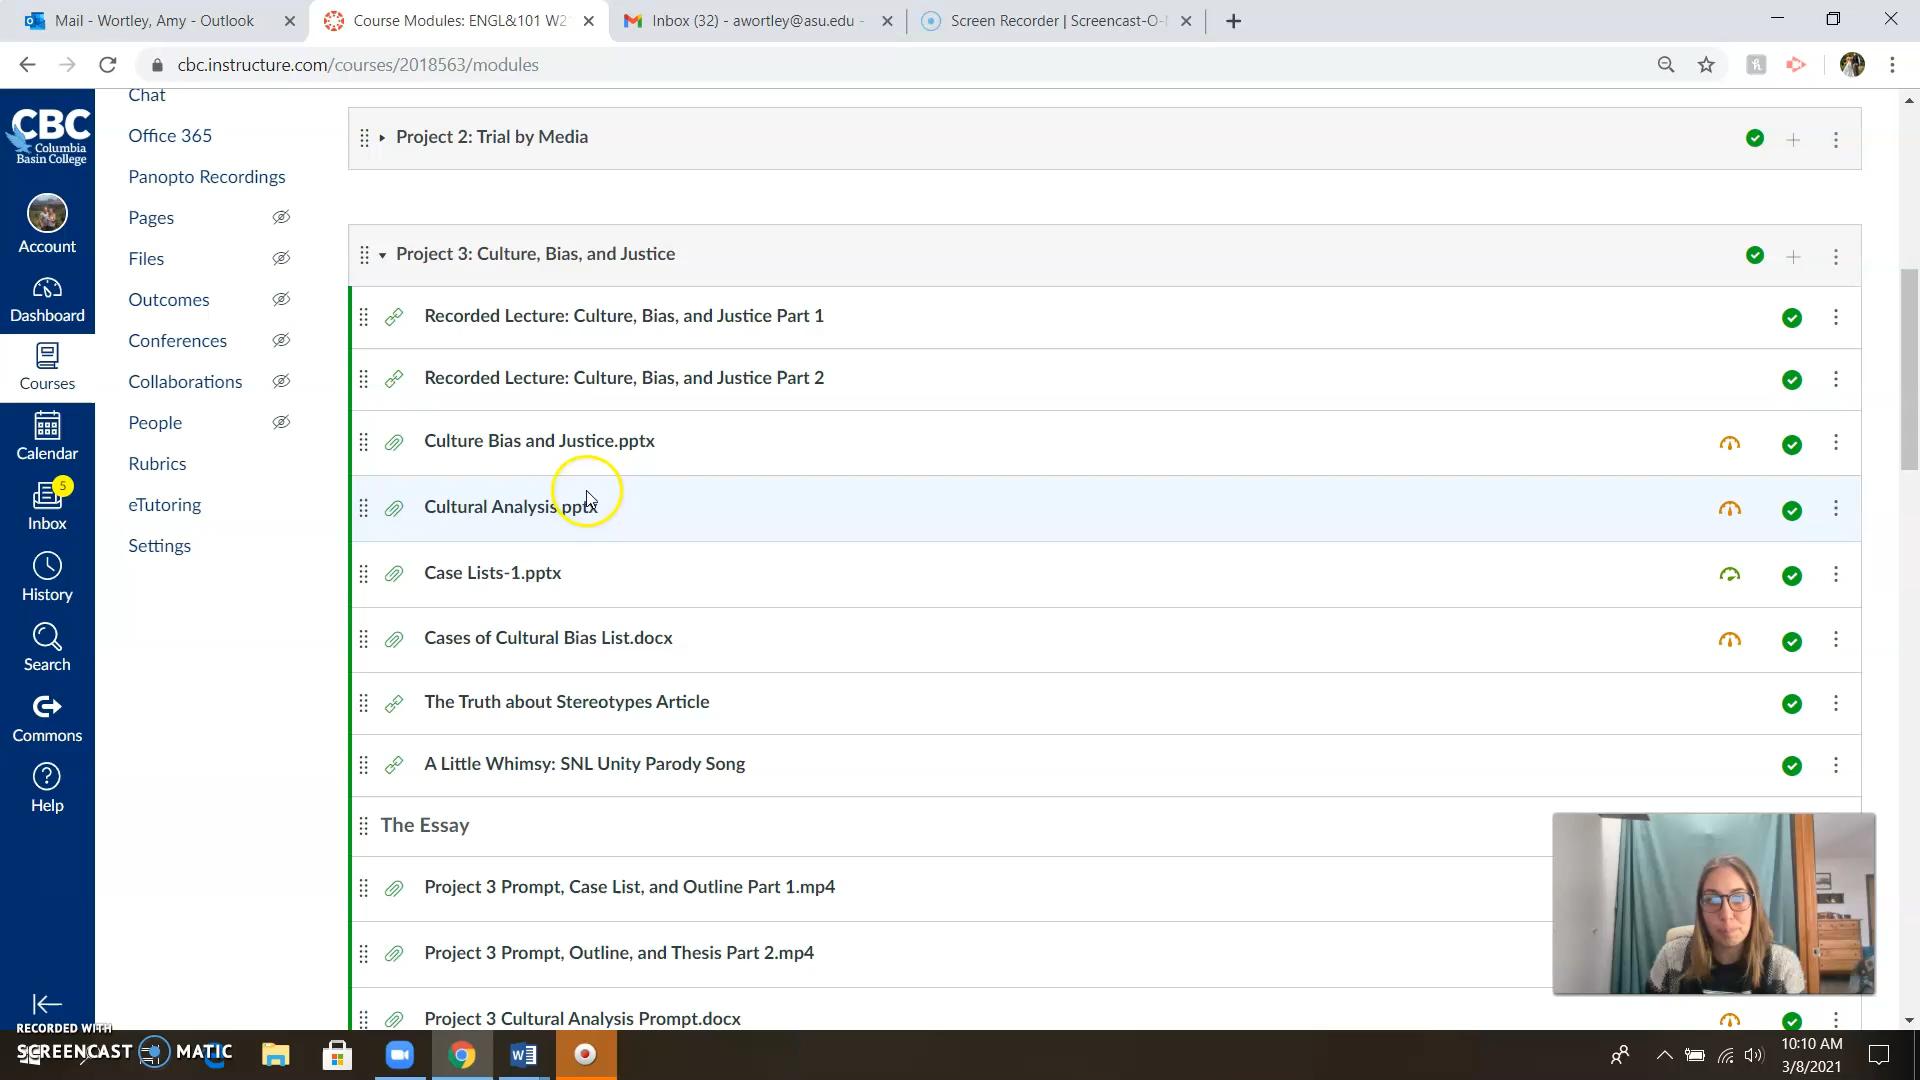 Mail - Wortley, Amy - Outlook
Course Modules: ENGL&101 W2
Inbox (32) - awortley@asu.edu -
Screen Recorder | Screencast-O-
cbc.instructure.com/courses/2018563/modules
CBC
Columbia
Basin College
Account
Dashboard
Courses
Calendar
5
Inbox
History
Search
Commons
Help
Chat
Office 365
Panopto Recordings
Pages
Files
Outcomes
Conferences
Collaborations
People
Rubrics
eTutoring
Settings
Project 2: Trial by Media
Project 3: Culture, Bias, and Justice
Recorded Lecture: Culture, Bias, and Justice Part 1
Recorded Lecture: Culture, Bias, and Justice Part 2
Culture Bias and Justice.pptx
Cultural Analysis.pptx
Case Lists-1.pptx
Cases of Cultural Bias List.docx
The Truth about Stereotypes Article
A Little Whimsy: SNL Unity Parody Song
The Essay
Project 3 Prompt, Case List, and Outline Part 1.mp4
Project 3 Prompt, Outline, and Thesis Part 2.mp4
Project 3 Cultural Analysis Prompt.docx
RECORDED WITH
SCREENCAST MATIC
10:10 AM
3/8/2021